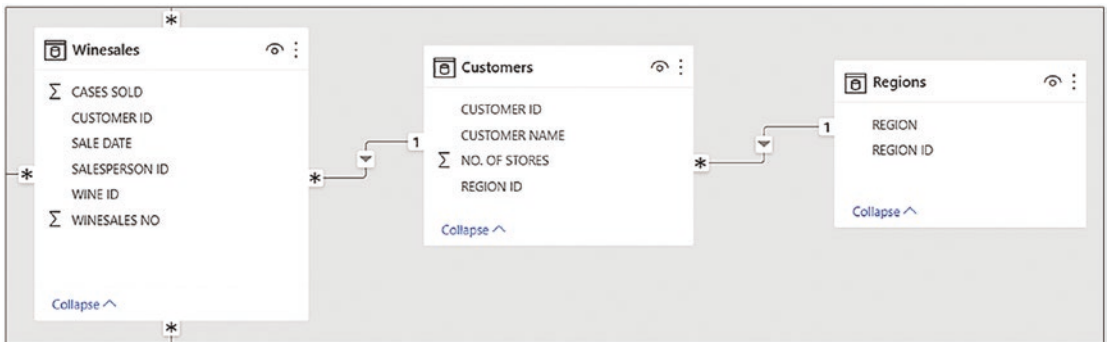 *
Winesales
Σ CASES SOLD
CUSTOMER ID
SALE DATE
SALESPERSON ID
WINE ID
Σ WINESALES NO
Collapse
*
*
*
1
Customers
CUSTOMER ID
CUSTOMER NAME
Σ NO. OF STORES
REGION ID
Collapse
*
1
Regions
REGION
REGION ID
Collapse